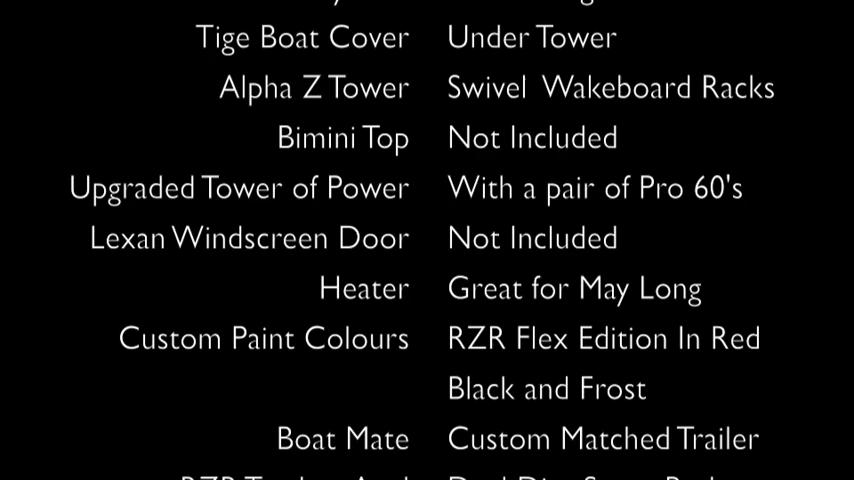 Tige Boat Cover Under Tower
Alpha Z Tower Swivel Wakeboard Racks
Bimini Top Not Included
Upgraded Tower of Power With a pair of Pro 60's
Lexan Windscreen Door Not Included
Heater Great for May Long
Custom Paint Colours RZR Flex Edition In Red
Black and Frost
Boat Mate Custom Matched Trailer